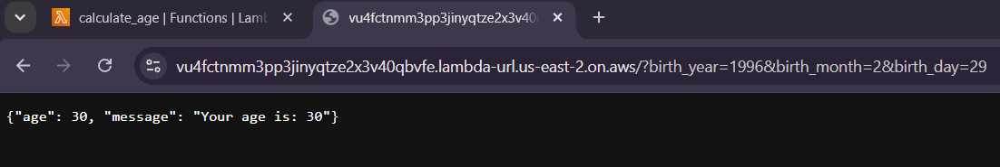 calculate_age | Functions | Lamb
vu4fctnmm3pp3jinyqtze2x3v40
vu4fctnmm3pp3jinyqtze2x3v40qbvfe.lambda-url.us-east-2.on.aws/?birth_year=1996&birth_month=2&birth_day=29
{"age": 30, "message": "Your age is: 30"}